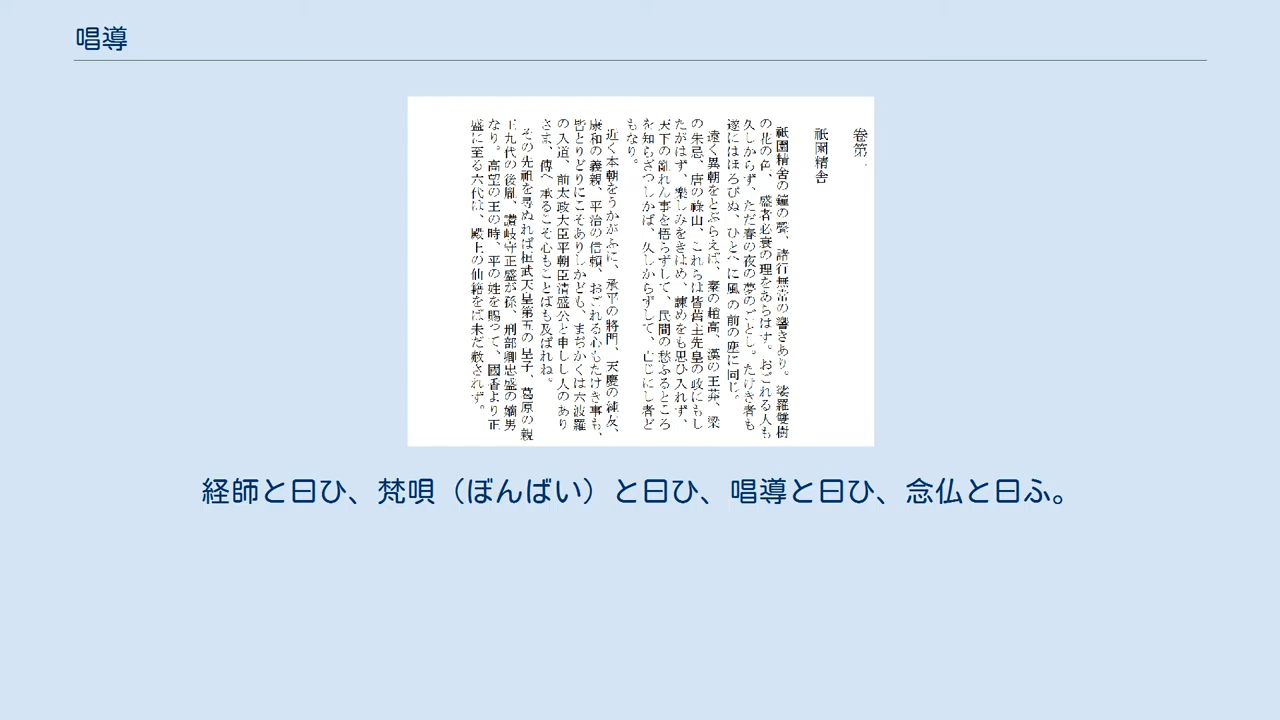 唱導
巻第
祇園精舎
祇園精舎の鐘の聲、諸行無常の響きあり。娑羅雙樹
の花の色、盛者必衰の理をあらはす。おごれる人も
久しからず、ただ春の夜の夢のごとし。たけき者も
遂にはほろびぬ、ひとへに風の前の塵に同じ。
遠く異朝をとぶらえば、秦の趙高、漢の王莽、梁
の朱忌、唐の祿山、これらは皆舊主先皇の政にもし
たがはず、樂しみをきはめ、諫めをも思ひ入れず、
天下の亂れん事を悟らずして、民間の愁ふるところ
を知らざつしかば、久しからずして、亡じにし者ど
もなり。
近く本朝をうかがふに、承平の將門、天慶の純友、
康和の義親、平治の信頼、おごれる心もたけき事も、
皆とりどりにこそありしかども、まぢかくは六波羅
の入道、前太政大臣平朝臣清盛公と申しし人のあり
さま、傳へ承るこそ心もことばも及ばれね。
その先祖を尋ぬれば桓武天皇第五の皇子、葛原の親
王九代の後胤、讃岐守正盛が孫、刑部卿忠盛の嫡男
なり。高望の王の時、平の姓を賜つて、國香より正
盛に至る六代は、殿上の仙籍をば未だ赦されず。
経師と曰ひ、梵唄（ぼんばい）と曰ひ、唱導と曰ひ、念仏と曰ふ。